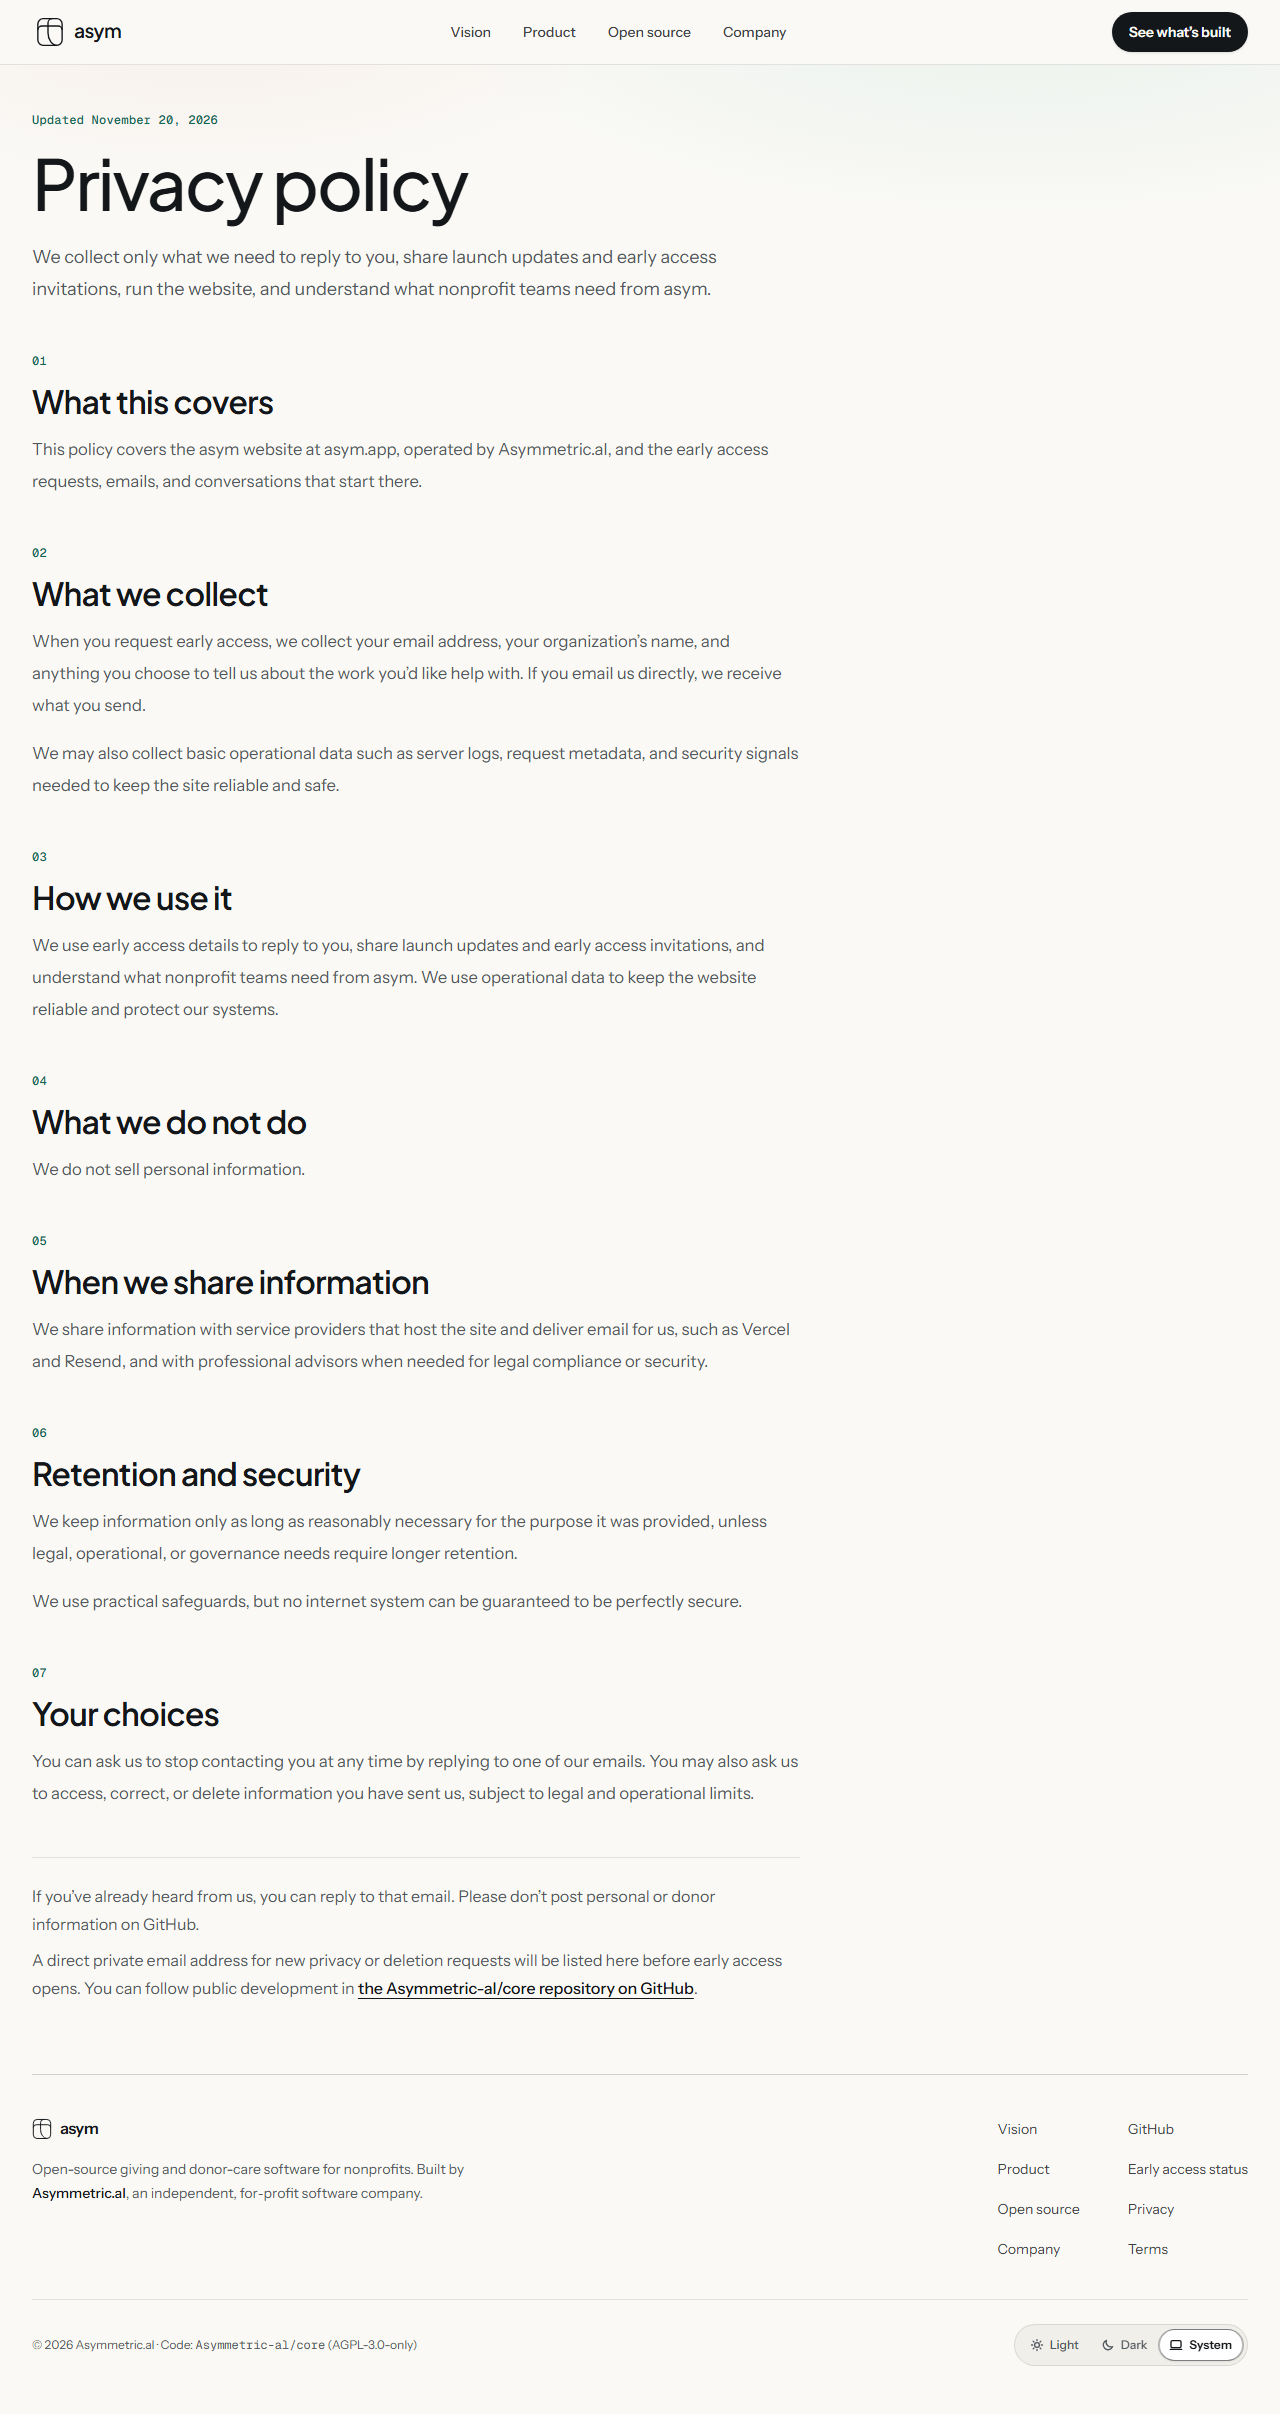 asym
Vision
Product
Open source
Company
See what's built
Updated November 20, 2026
Privacy policy
We collect only what we need to reply to you, share launch updates and early access
invitations, run the website, and understand what nonprofit teams need from asym.
01
What this covers
This policy covers the asym website at asym.app, operated by Asymmetric.al, and the early access
requests, emails, and conversations that start there.
02
What we collect
When you request early access, we collect your email address, your organization’s name, and
anything you choose to tell us about the work you’d like help with. If you email us directly, we receive
what you send.
We may also collect basic operational data such as server logs, request metadata, and security signals
needed to keep the site reliable and safe.
03
How we use it
We use early access details to reply to you, share launch updates and early access invitations, and
understand what nonprofit teams need from asym. We use operational data to keep the website
reliable and protect our systems.
04
What we do not do
We do not sell personal information.
05
When we share information
We share information with service providers that host the site and deliver email for us, such as Vercel
and Resend, and with professional advisors when needed for legal compliance or security.
06
Retention and security
We keep information only as long as reasonably necessary for the purpose it was provided, unless
legal, operational, or governance needs require longer retention.
We use practical safeguards, but no internet system can be guaranteed to be perfectly secure.
07
Your choices
You can ask us to stop contacting you at any time by replying to one of our emails. You may also ask us
to access, correct, or delete information you have sent us, subject to legal and operational limits.
If you’ve already heard from us, you can reply to that email. Please don’t post personal or donor
information on GitHub.
A direct private email address for new privacy or deletion requests will be listed here before early access
opens. You can follow public development in the Asymmetric-al/core repository on GitHub.
asym
Open-source giving and donor-care software for nonprofits. Built by
Asymmetric.al, an independent, for-profit software company.
Vision
Product
Open source
Company
GitHub
Early access status
Privacy
Terms
© 2026 Asymmetric.al · Code: Asymmetric-al/core (AGPL-3.0-only)
Light
Dark
System